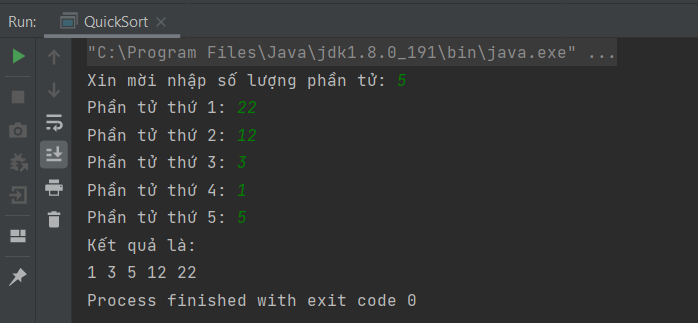 Run: QuickSort
"C:\Program Files\Java\jdk1.8.0_191\bin\java.exe" ...
Xin mời nhập số lượng phần tử: 5
Phần tử thứ 1: 22
Phần tử thứ 2: 12
Phần tử thứ 3: 3
Phần tử thứ 4: 1
Phần tử thứ 5: 5
Kết quả là:
1 3 5 12 22
Process finished with exit code 0